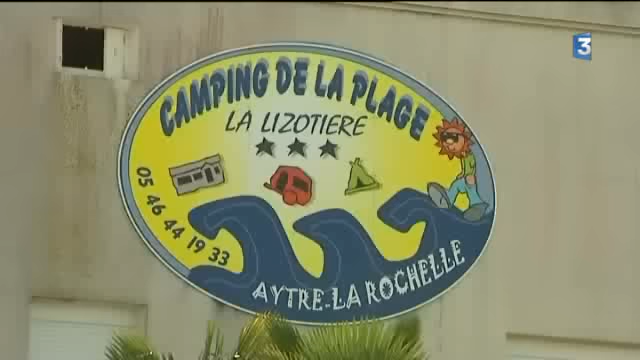 CAMPING DE LA PLAGE
LA LIZOTIERE
05 46 44 19 33
AYTRE-LA ROCHELLE
3